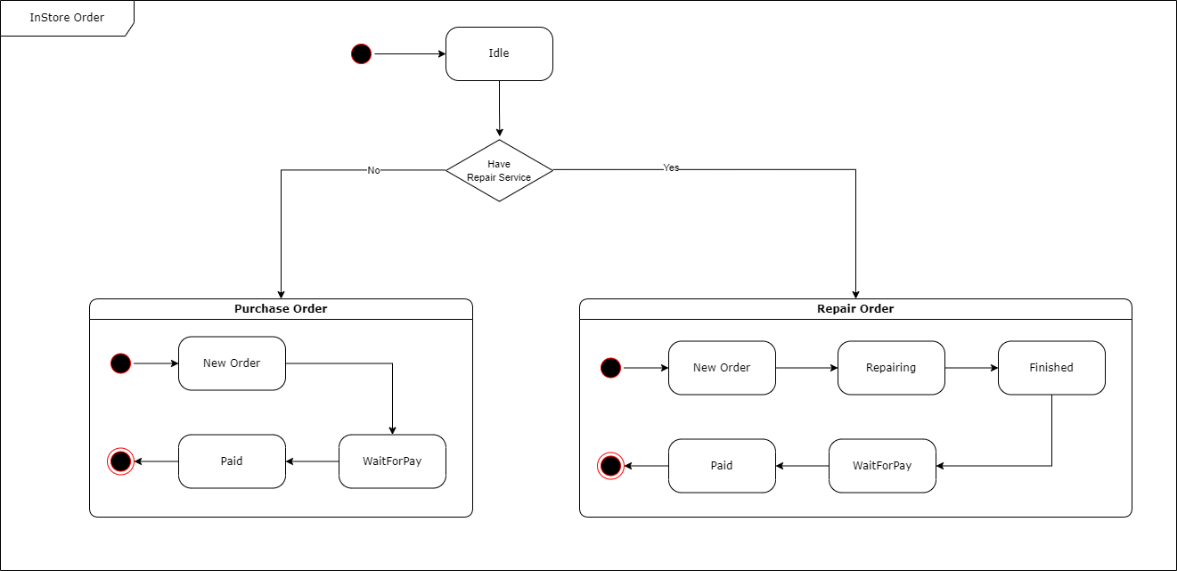 InStore Order
Idle
Have
Repair Service
No
Yes
Purchase Order
New Order
Paid
WaitForPay
Repair Order
New Order
Repairing
Finished
Paid
WaitForPay